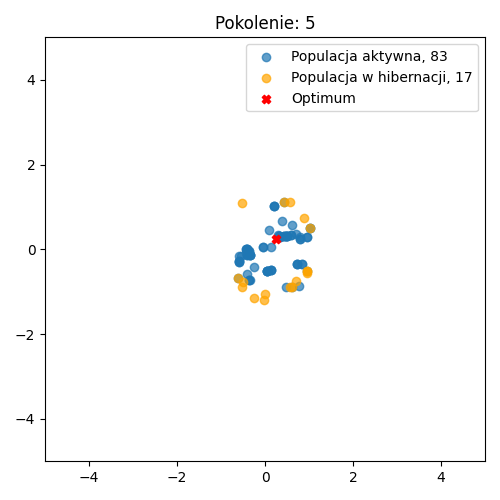 Pokolenie: 5
Populacja aktywna, 83
Populacja w hibernacji, 17
Optimum
4
2
0
−2
−4
−4 −2 0 2 4